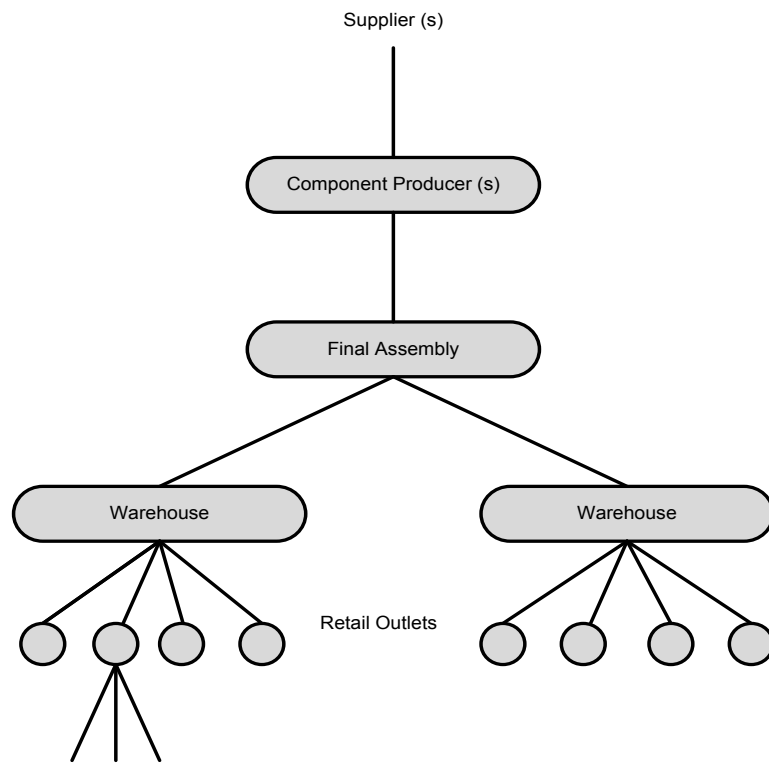 Supplier (s)
Component Producer (s)
Final Assembly
Warehouse
Warehouse
Retail Outlets